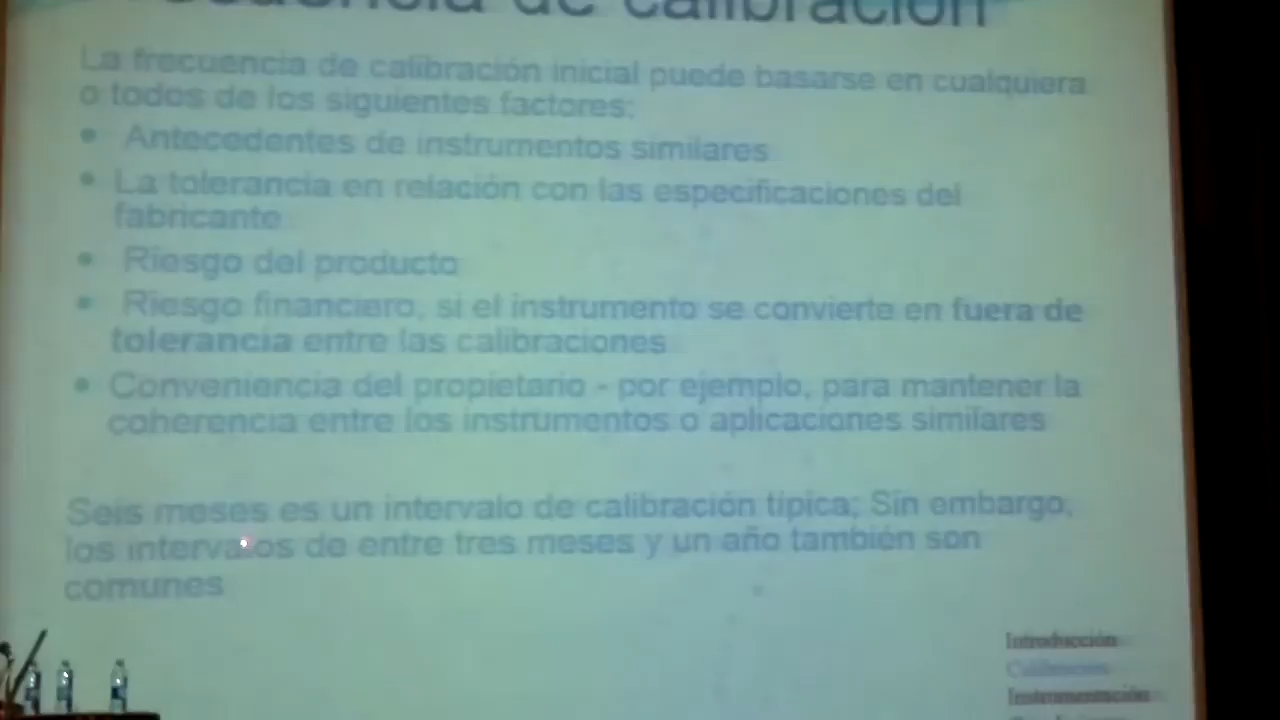 cuencia de calibración
La frecuencia de calibración inicial puede basarse en cualquiera
o todos de los siguientes factores:
• Antecedentes de instrumentos similares
• La tolerancia en relación con las especificaciones del
fabricante
• Riesgo del producto
• Riesgo financiero, si el instrumento se convierte en fuera de
tolerancia entre las calibraciones
• Conveniencia del propietario - por ejemplo, para mantener la
coherencia entre los instrumentos o aplicaciones similares
Seis meses es un intervalo de calibración típica; Sin embargo,
los intervalos de entre tres meses y un año también son
comunes
Introducción
Instrumentación